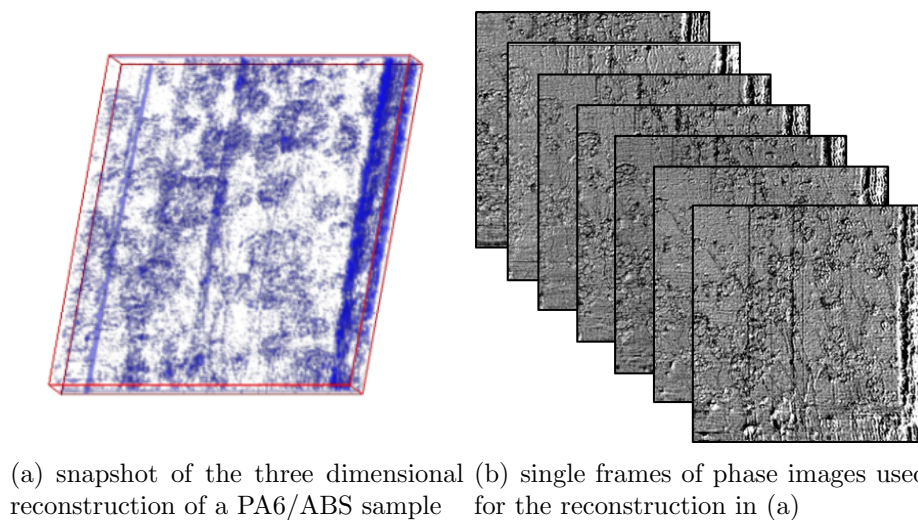 (a) snapshot of the three dimensional
reconstruction of a PA6/ABS sample
(b) single frames of phase images used
for the reconstruction in (a)